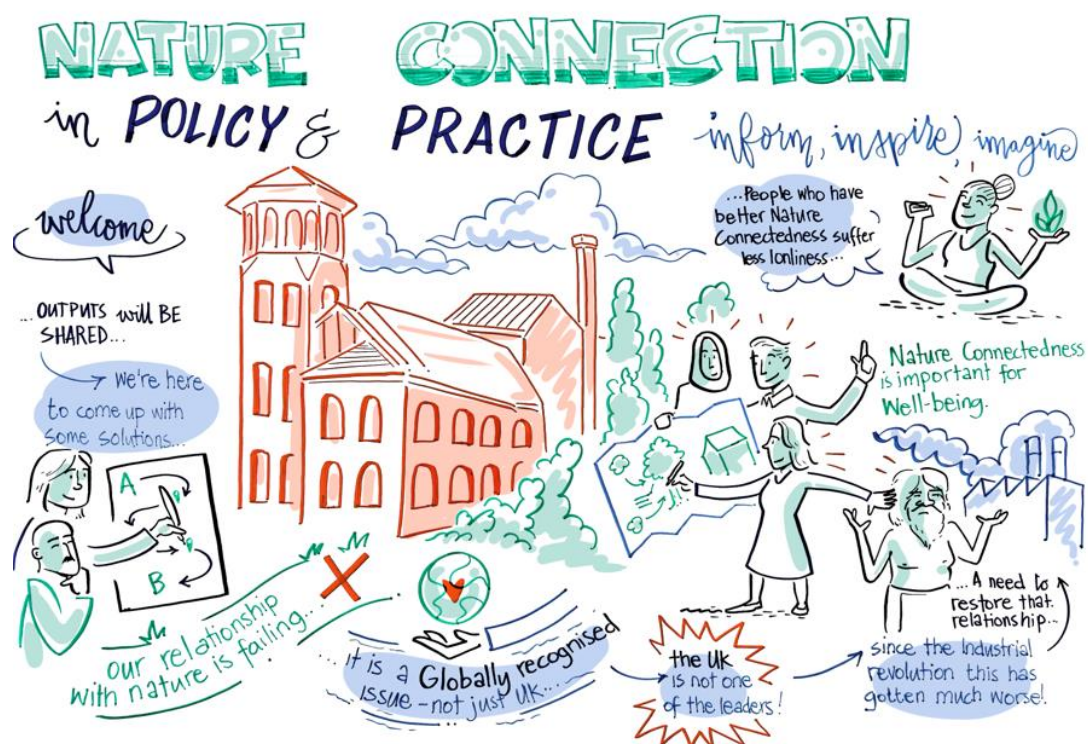 NATURE CONNECTION
in POLICY & PRACTICE
inform, inspire, imagine
welcome
...OUTPUTS will BE
SHARED...
we're here
to come up with
some solutions...
A
B
...People who have
better Nature
Connectedness suffer
less lonliness...
Nature Connectedness
is important for
Well-being.
our relationship
with nature is failing...
...it is a Globally recognised
issue - not just UK...
the UK
is not one
of the leaders!
since the Industrial
revolution this has
gotten much worse!
...A need to
restore that
relationship...